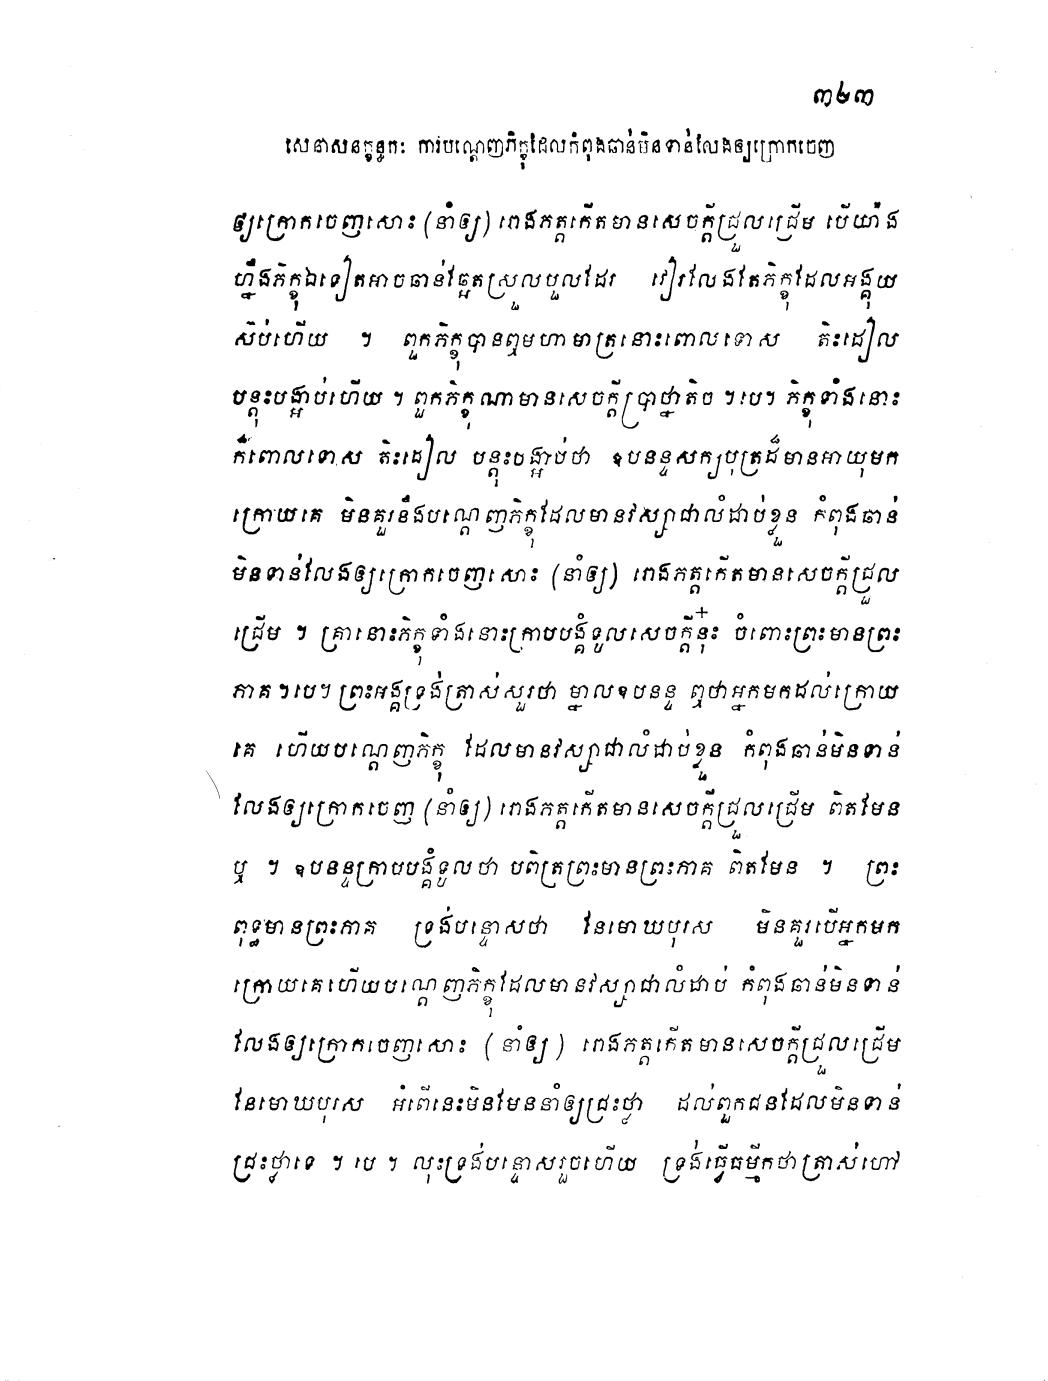 ៣៤៣
សេនាសនក្ខន្ធកៈ ការបណ្តេញភិក្ខុដែលកំពុងឆាន់មិនទាន់លែងឲ្យក្រោកចេញ
ឲ្យក្រោកចេញសោះ (នាំឲ្យ) រោងភត្តកើតមានសេចក្តីជ្រួលជ្រើម បើយ៉ាង
ហ្នឹងភិក្ខុឯទៀតអាចឆាន់ឆ្អែតស្រួលបួលដែរ វៀរលែងតែភិក្ខុដែលអង្គុយ
ស៊ប់ហើយ ។ ពួកភិក្ខុបានឮមហាមាត្រនោះពោលទោស តិះដៀល
បន្តុះបង្អាប់ហើយ ។ ពួកភិក្ខុណាមានសេចក្តីប្រាថ្នាតិច ។បេ។ ភិក្ខុទាំងនោះ
ក៏ពោលទោស តិះដៀល បន្តុះបង្អាប់ថា ឧបនន្ទសក្យបុត្រដ៏មានអាយុមក
ក្រោយគេ មិនគួរនឹងបណ្តេញភិក្ខុដែលមានវស្សាជាលំដាប់ខ្លួន កំពុងឆាន់
មិនទាន់លែងឲ្យក្រោកចេញសោះ (នាំឲ្យ) រោងភត្តកើតមានសេចក្តីជ្រួល
ជ្រើម ។ គ្រានោះភិក្ខុទាំងនោះក្រាបបង្គំទូលសេចក្តីនុ៎ះ ចំពោះព្រះមានព្រះ
ភាគ ។បេ។ ព្រះអង្គទ្រង់ត្រាស់សួរថា ម្នាលឧបនន្ទ ឮថាអ្នកមកដល់ក្រោយ
គេ ហើយបណ្តេញភិក្ខុ ដែលមានវស្សាជាលំដាប់ខ្លួន កំពុងឆាន់មិនទាន់
លែងឲ្យក្រោកចេញ (នាំឲ្យ) រោងភត្តកើតមានសេចក្តីជ្រួលជ្រើម ពិតមែន
ឬ ។ ឧបនន្ទក្រាបបង្គំទូលថា បពិត្រព្រះមានព្រះភាគ ពិតមែន ។ ព្រះ
ពុទ្ធមានព្រះភាគ ទ្រង់បន្ទោសថា នែមោឃបុរស មិនគួរបើអ្នកមក
ក្រោយគេហើយបណ្តេញភិក្ខុដែលមានវស្សាជាលំដាប់ កំពុងឆាន់មិនទាន់
លែងឲ្យក្រោកចេញសោះ (នាំឲ្យ) រោងភត្តកើតមានសេចក្តីជ្រួលជ្រើម
នែមោឃបុរស អំពើនេះមិនមែននាំឲ្យជ្រះថ្លា ដល់ពួកជនដែលមិនទាន់
ជ្រះថ្លាទេ ។ បេ ។ លុះទ្រង់បន្ទោសរួចហើយ ទ្រង់ធ្វើធម្មីកថាត្រាស់ហៅ